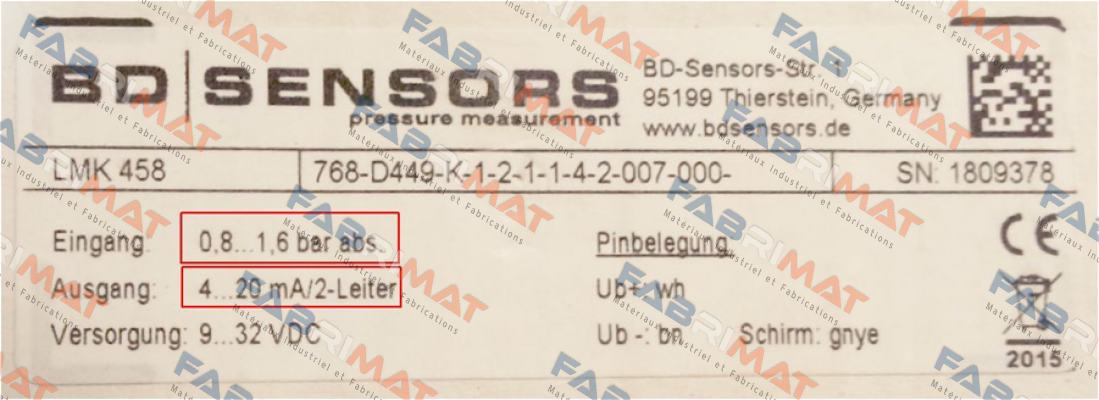 BD|SENSORS
pressure measurement
BD-Sensors-Str. 1
95199 Thierstein, Germany
www.bdsensors.de
LMK 458 768-D449-K-1-2-1-1-4-2-007-000- SN: 1809378
Eingang: 0,8...1,6 bar abs.
Ausgang: 4...20 mA/2-Leiter
Versorgung: 9...32 VDC
Pinbelegung
Ub+: wh
Ub -: bn Schirm: gnye
CE
2015
FABRIMAT
Materiaux Industriel et Fabrications